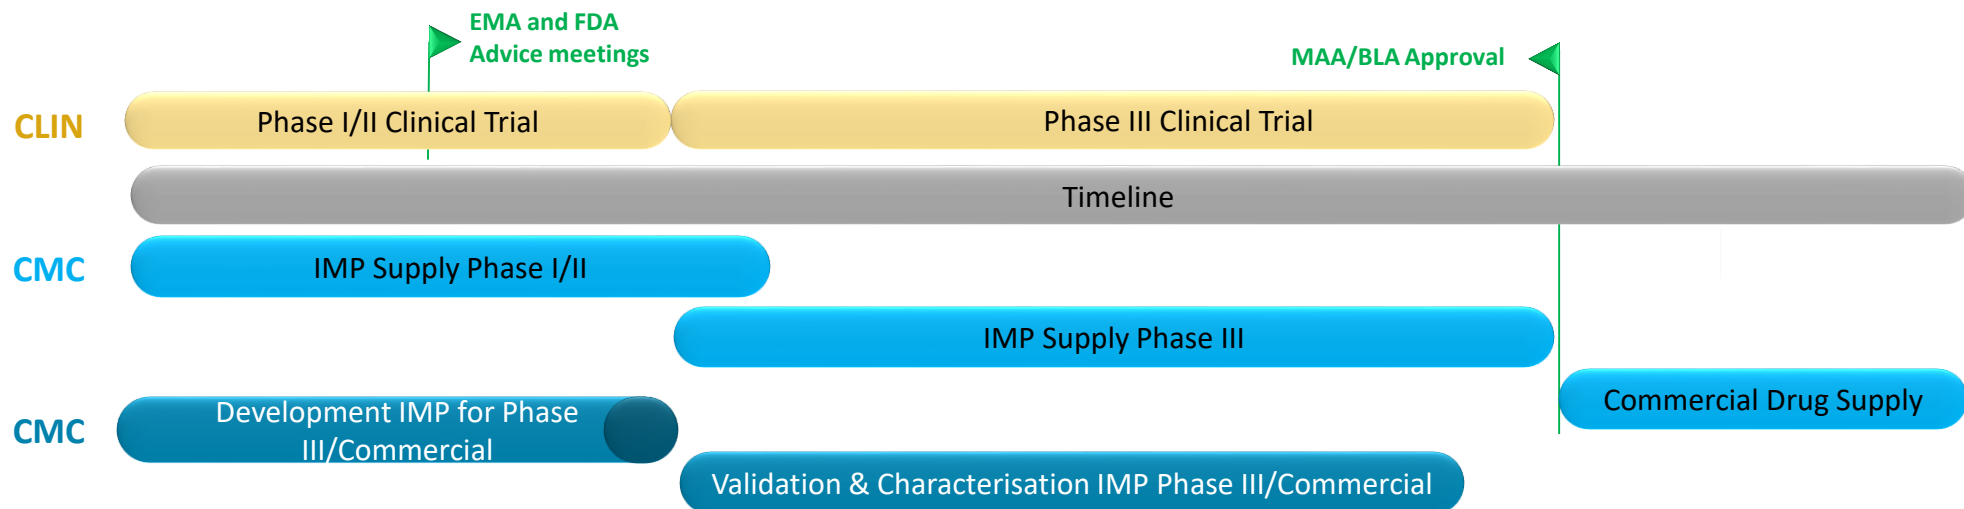 EMA and FDA
Advice meetings
MAA/BLA Approval
CLIN
Phase I/II Clinical Trial
Phase III Clinical Trial
Timeline
CMC
IMP Supply Phase I/II
IMP Supply Phase III
Commercial Drug Supply
CMC
Development IMP for Phase
III/Commercial
Validation & Characterisation IMP Phase III/Commercial